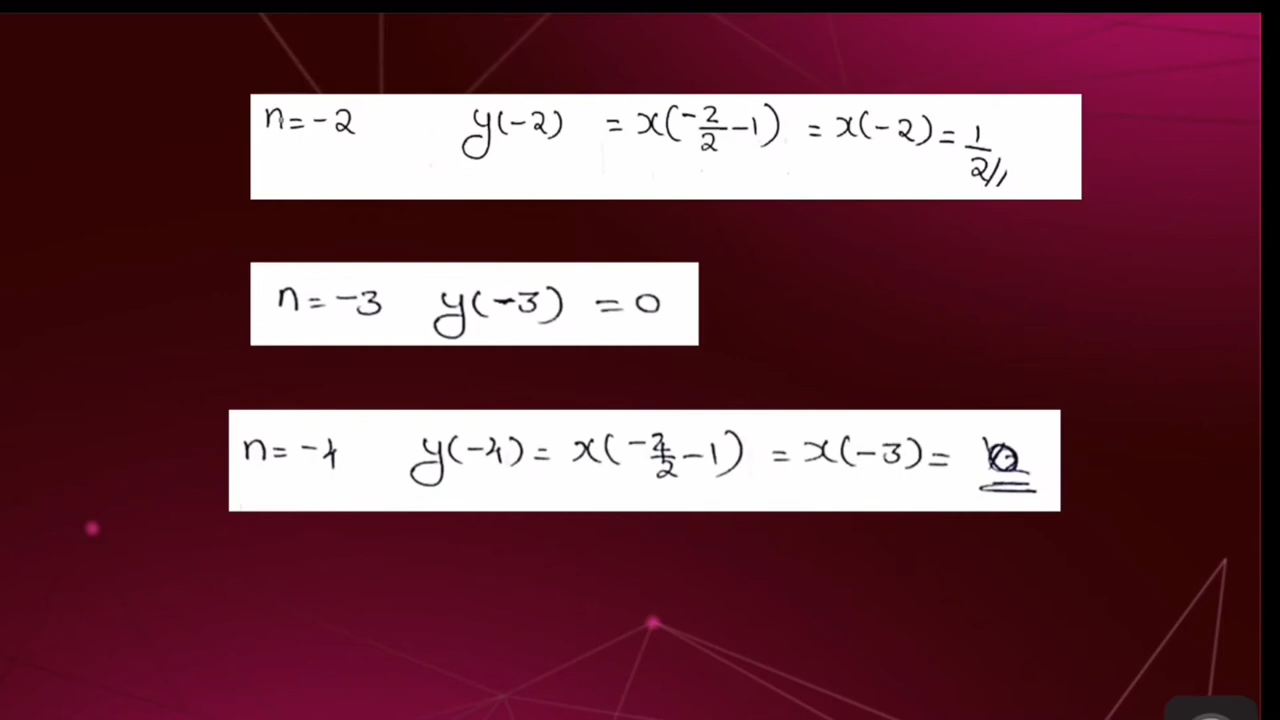 n = -2 y(-2) = x(-2/2 -1) = x(-2) = 1/2//
n = -3 y(-3) = 0
n = -4 y(-4) = x(-4/2 -1) = x(-3) = 0